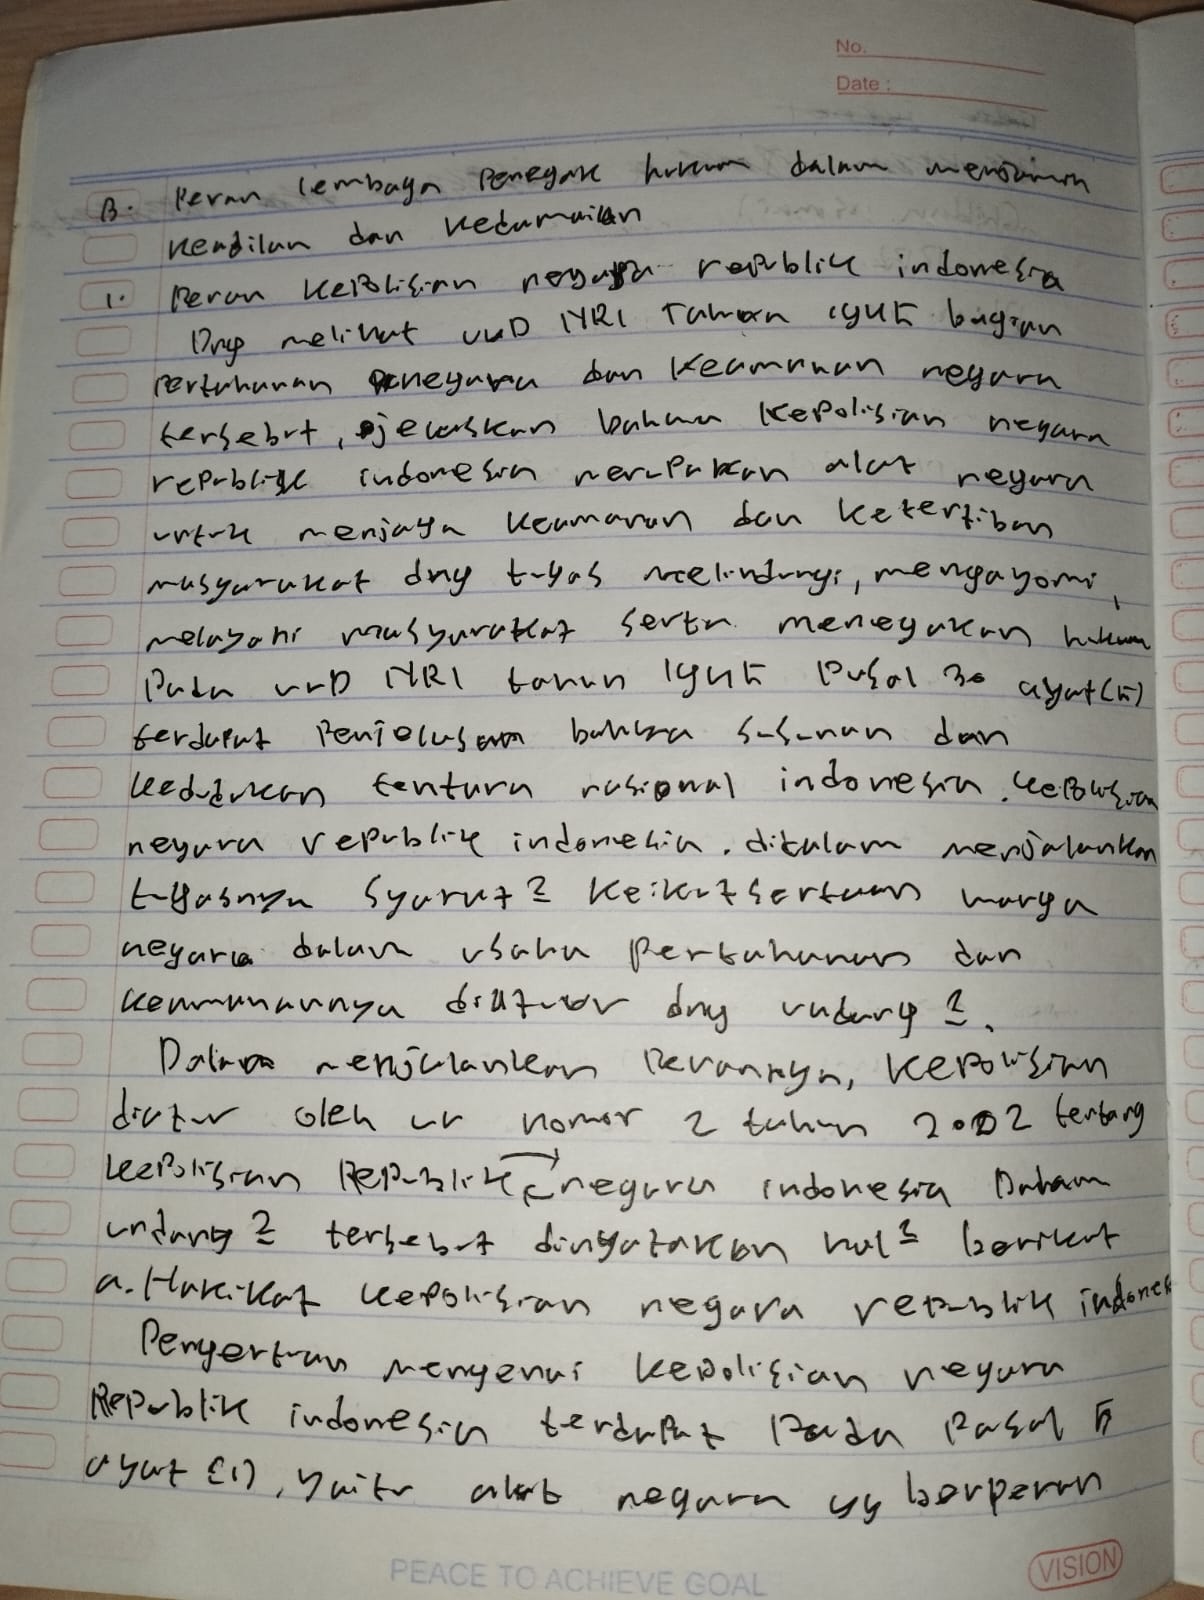 No.
Date :
B. Peran lembaga Penegak hukum dalam menjamin
keadilan dan kedamaian
1. Peran kepolisian negara republik indonesia
Dng melihat UUD NRI Tahun 1945 bagian
Pertahanan negara dan Keamanan negara
tersebut, jelaskan bahwa Kepolisian negara
republik indonesia merupakan alat negara
untuk menjaga keamanan dan ketertiban
masyarakat dng tugas melindungi, mengayomi,
melayani masyarakat serta menegakan hukum
Pada UUD NRI tahun 1945 Pasal 30 ayat (5)
terdapat Penjelasan bahwa susunan dan
kedudukan tentara nasional indonesia. kepolisian
negara republik indonesia. didalam menjalankan
tugasnya syarat2 keikutsertaan warga
negara dalam usaha pertahanan dan
keamanannya diatur dng undang2.
Dalam menjalankan Perannya, kepolisian
diatur oleh UU nomor 2 tahun 2002 tentang
kepolisian Republik negara indonesia Dalam
undang2 tersebut dinyatakan hal2 berikut
a. Hakikat kepolisian negara republik indones
Pengertian mengenai kepolisian negara
Republik indonesia terdapat Pada Pasal 5
ayat (1), yaitu alat negara yg berperan
PEACE TO ACHIEVE GOAL
VISION